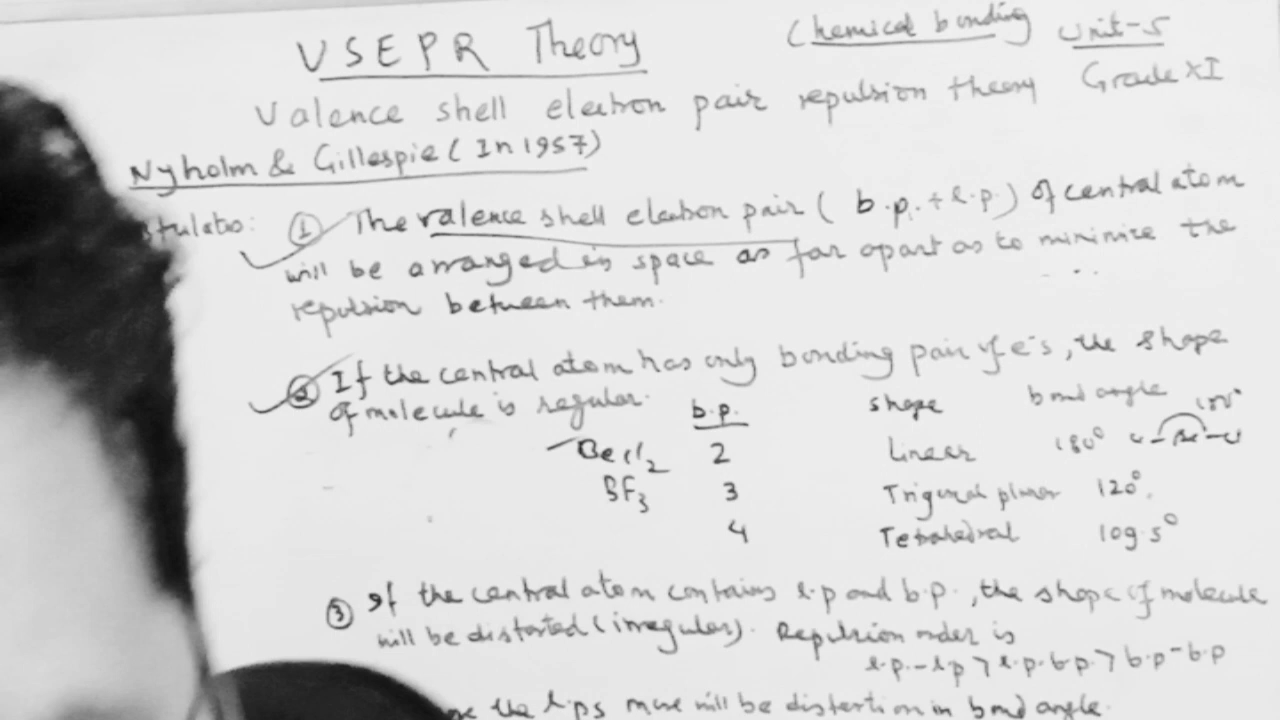 VSEPR Theory
Chemical bonding Unit-5
Valence shell electron pair repulsion theory Grade XI
Nyholm & Gillespie (In 1957)
① The valence shell electron pair (b.p. + l.p.) of central atom
will be arranged in space as far apart as to minimize the
repulsion between them.
② If the central atom has only bonding pair of e's, the shape
of molecule is regular.
b.p. shape bond angle
BeCl2 2 Linear 180°
BF3 3 Trigonal planar 120°.
4 Tetrahedral 109.5°
③ If the central atom contains l.p and b.p., the shape of molecule
will be distorted (irregular). Repulsion order is
l.p.-l.p > l.p.b.p. > b.p-b.p
the l.ps more will be distortion in bond angle.